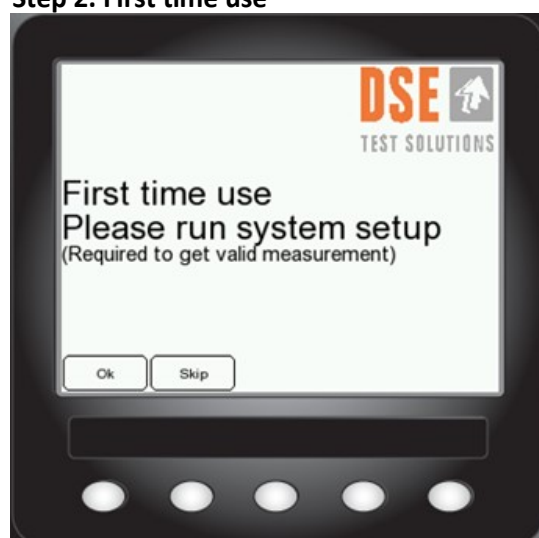 Step 2: First time use
DSE
TEST SOLUTIONS
First time use
Please run system setup
(Required to get valid measurement)
Ok
Skip